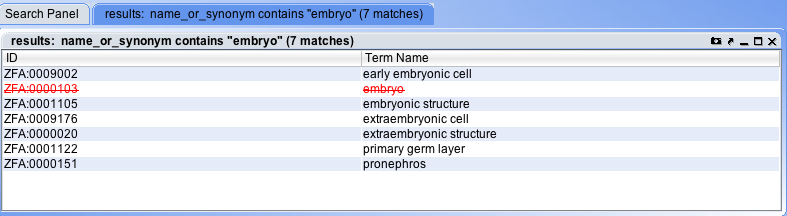 Search Panel results: name_or_synonym contains "embryo" (7 matches)
results: name_or_synonym contains "embryo" (7 matches)
ID Term Name
ZFA:0009002 early embryonic cell
ZFA:0000103 embryo
ZFA:0001105 embryonic structure
ZFA:0009176 extraembryonic cell
ZFA:0000020 extraembryonic structure
ZFA:0001122 primary germ layer
ZFA:0000151 pronephros